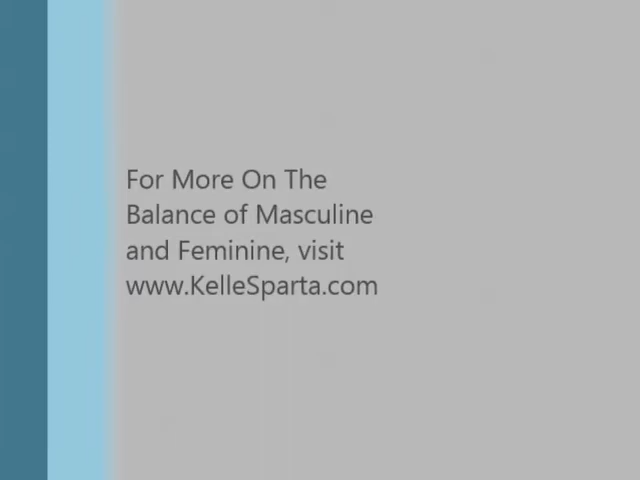 For More On The
Balance of Masculine
and Feminine, visit
www.KelleSparta.com